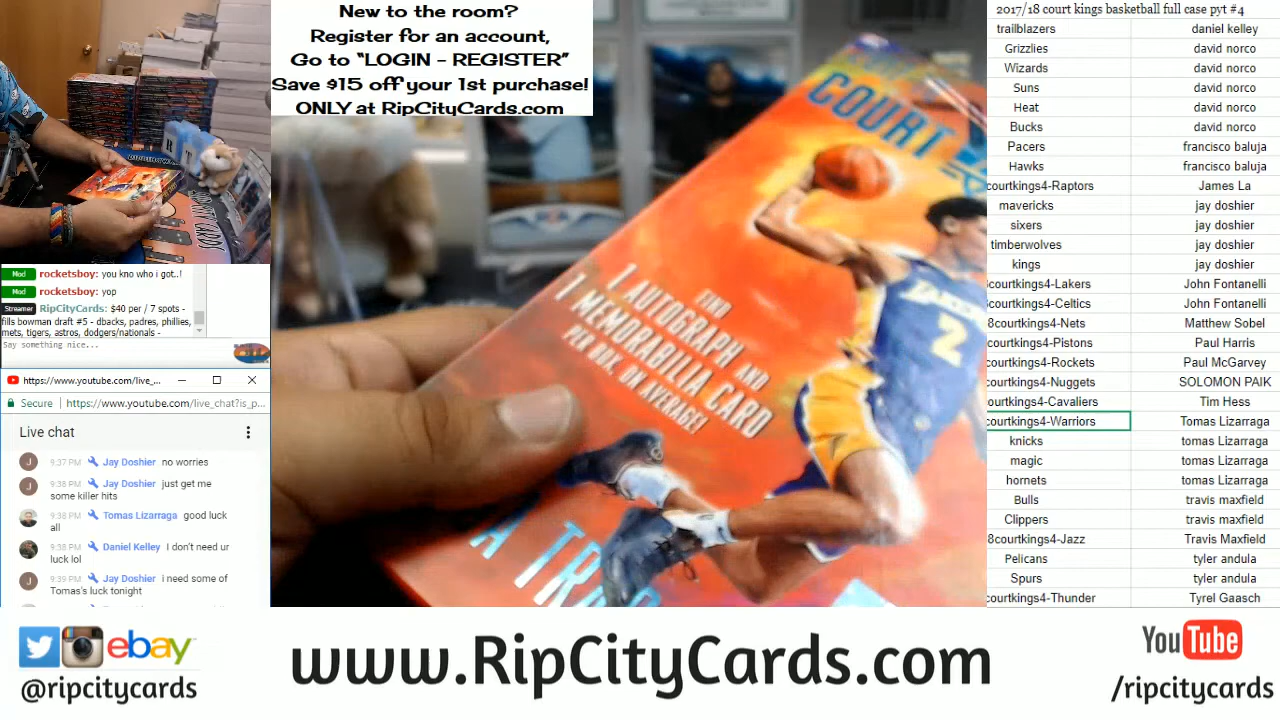 New to the room?
Register for an account,
Go to “LOGIN - REGISTER”
Save $15 off your 1st purchase!
ONLY at RipCityCards.com
Mod rocketsboy: you kno who i got..!
Mod rocketsboy: yop
Streamer RipCityCards: $40 per / 7 spots -
fills bowman draft #5 - dbacks, padres, phillies,
mets, tigers, astros, dodgers/nationals -
Say something nice...
https://www.youtube.com/live_...
Secure https://www.youtube.com/live_chat?is_p...
Live chat
J 9:37 PM Jay Doshier no worries
J 9:38 PM Jay Doshier just get me
some killer hits
9:38 PM Tomas Lizarraga good luck
all
9:38 PM Daniel Kelley I don't need ur
luck lol
J 9:39 PM Jay Doshier i need some of
Tomas's luck tonight
COURT
FIND
1 AUTOGRAPH AND
1 MEMORABILIA CARD
PER BOX, ON AVERAGE!
2
2017/18 court kings basketball full case pyt #4
trailblazers daniel kelley
Grizzlies david norco
Wizards david norco
Suns david norco
Heat david norco
Bucks david norco
Pacers francisco baluja
Hawks francisco baluja
courtkings4-Raptors James La
mavericks jay doshier
sixers jay doshier
timberwolves jay doshier
kings jay doshier
8courtkings4-Lakers John Fontanelli
8courtkings4-Celtics John Fontanelli
8courtkings4-Nets Matthew Sobel
courtkings4-Pistons Paul Harris
courtkings4-Rockets Paul McGarvey
courtkings4-Nuggets SOLOMON PAIK
courtkings4-Cavaliers Tim Hess
courtkings4-Warriors Tomas Lizarraga
knicks tomas Lizarraga
magic tomas Lizarraga
hornets tomas Lizarraga
Bulls travis maxfield
Clippers travis maxfield
8courtkings4-Jazz Travis Maxfield
Pelicans tyler andula
Spurs tyler andula
courtkings4-Thunder Tyrel Gaasch
ebay
@ripcitycards
www.RipCityCards.com
YouTube
/ripcitycards